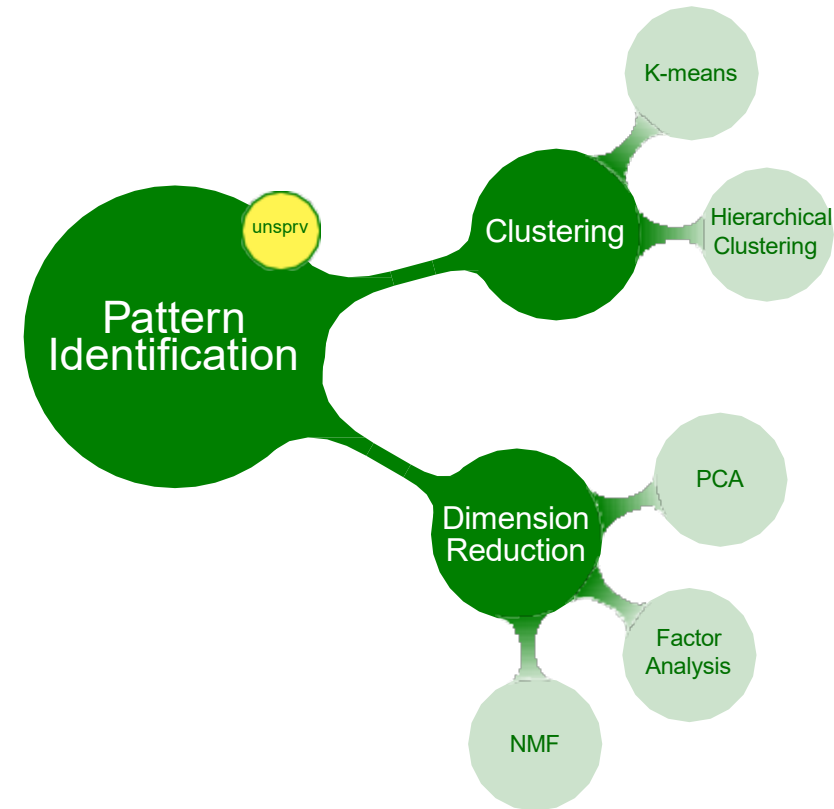 K-means
unsprv
Hierarchical
Clustering
Clustering
Pattern
Identification
PCA
Dimension
Reduction
Factor
Analysis
NMF